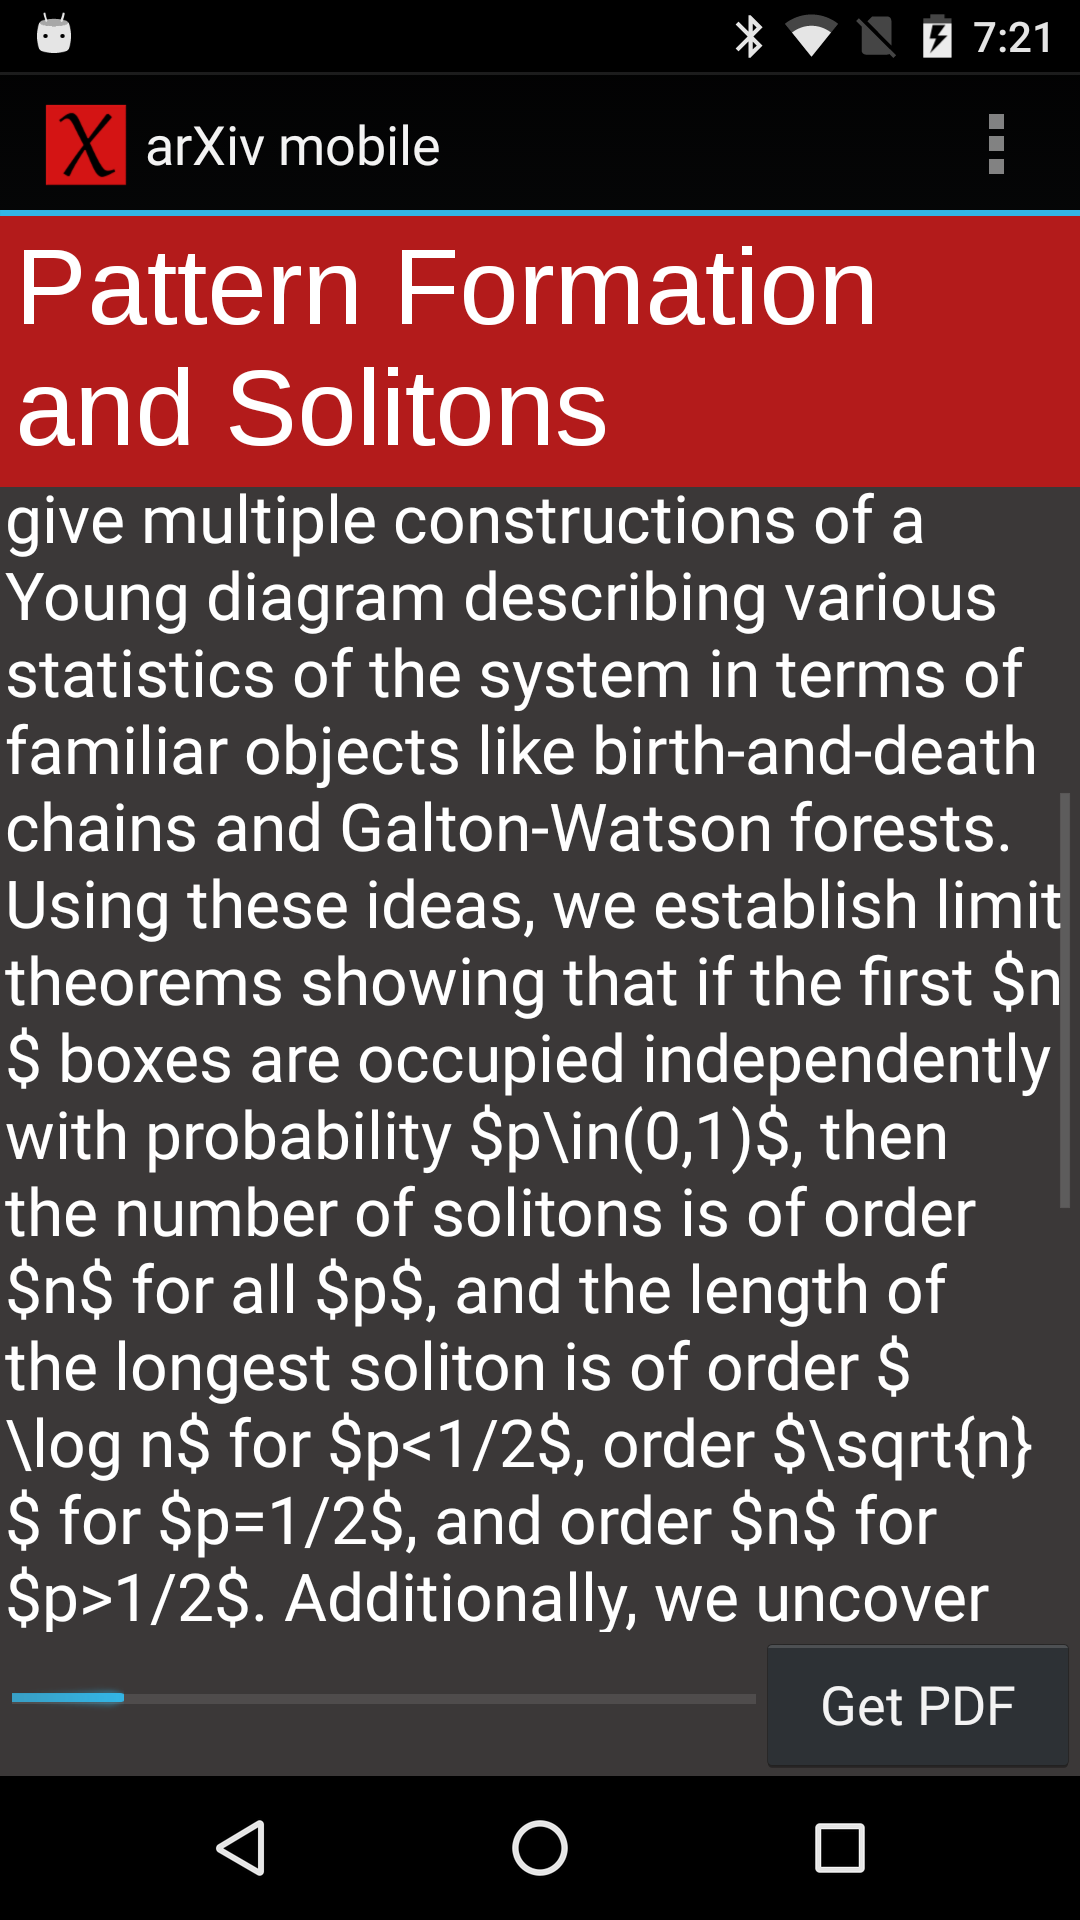 7:21
arXiv mobile
Pattern Formation
and Solitons
give multiple constructions of a
Young diagram describing various
statistics of the system in terms of
familiar objects like birth-and-death
chains and Galton-Watson forests.
Using these ideas, we establish limit
theorems showing that if the first $n
$ boxes are occupied independently
with probability $p\in(0,1)$, then
the number of solitons is of order
$n$ for all $p$, and the length of
the longest soliton is of order $
\log n$ for $p<1/2$, order $\sqrt{n}
$ for $p=1/2$, and order $n$ for
$p>1/2$. Additionally, we uncover
Get PDF